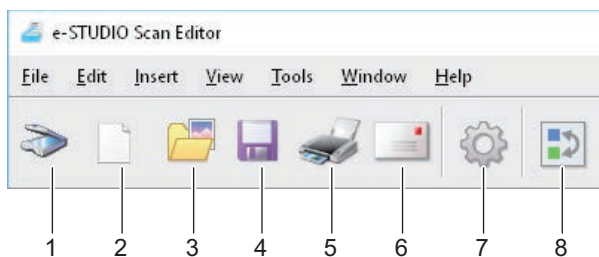 e-STUDIO Scan Editor
File Edit Insert View Tools Window Help
1 2 3 4 5 6 7 8